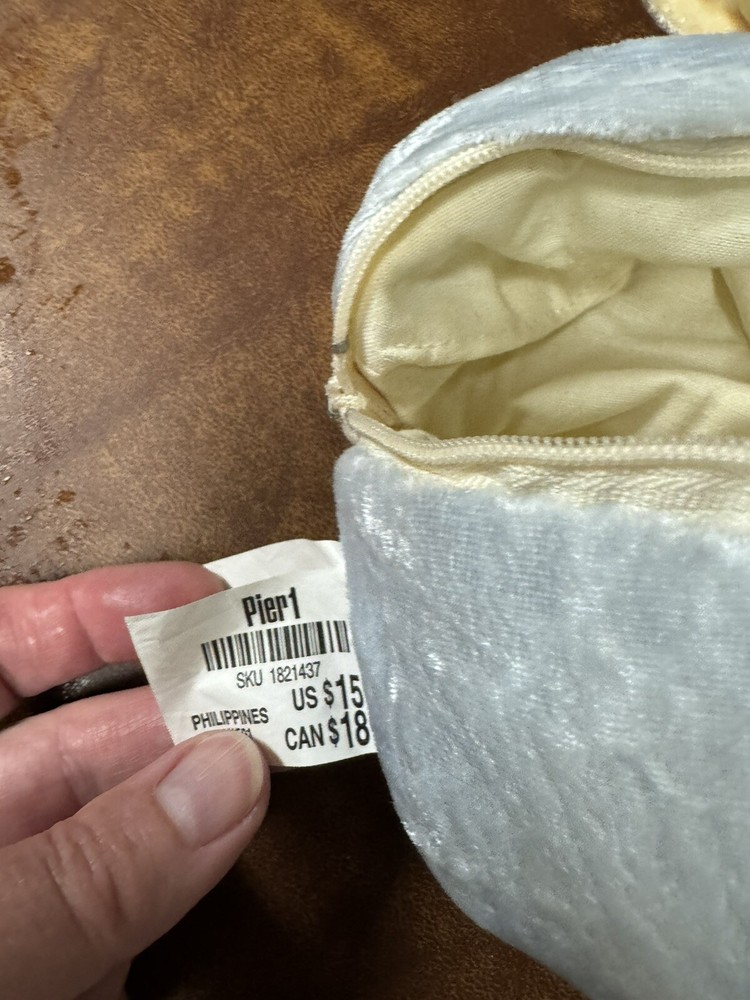 Pier1
SKU 1821437
US $15
PHILIPPINES
CAN $18